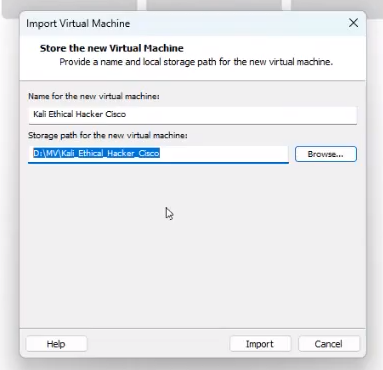 Import Virtual Machine
Store the new Virtual Machine
Provide a name and local storage path for the new virtual machine.
Name for the new virtual machine:
Kali Ethical Hacker Cisco
Storage path for the new virtual machine:
D:\MV\Kali_Ethical_Hacker_Cisco
Browse...
Help
Import
Cancel